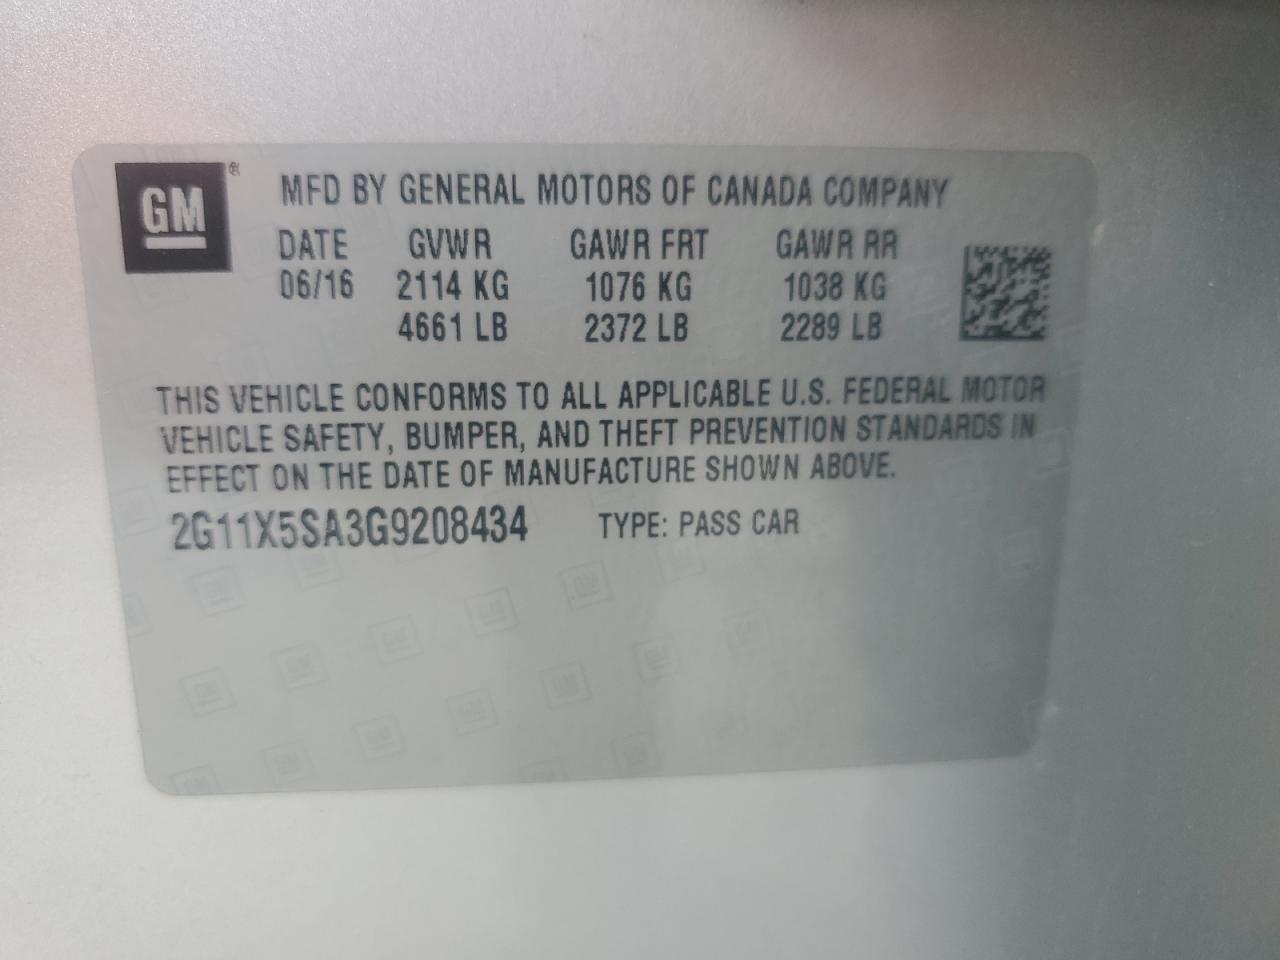 GM ®
MFD BY GENERAL MOTORS OF CANADA COMPANY
DATE GVWR GAWR FRT GAWR RR
06/16 2114 KG 1076 KG 1038 KG
4661 LB 2372 LB 2289 LB
THIS VEHICLE CONFORMS TO ALL APPLICABLE U.S. FEDERAL MOTOR
VEHICLE SAFETY, BUMPER, AND THEFT PREVENTION STANDARDS IN
EFFECT ON THE DATE OF MANUFACTURE SHOWN ABOVE.
2G11X5SA3G9208434 TYPE: PASS CAR